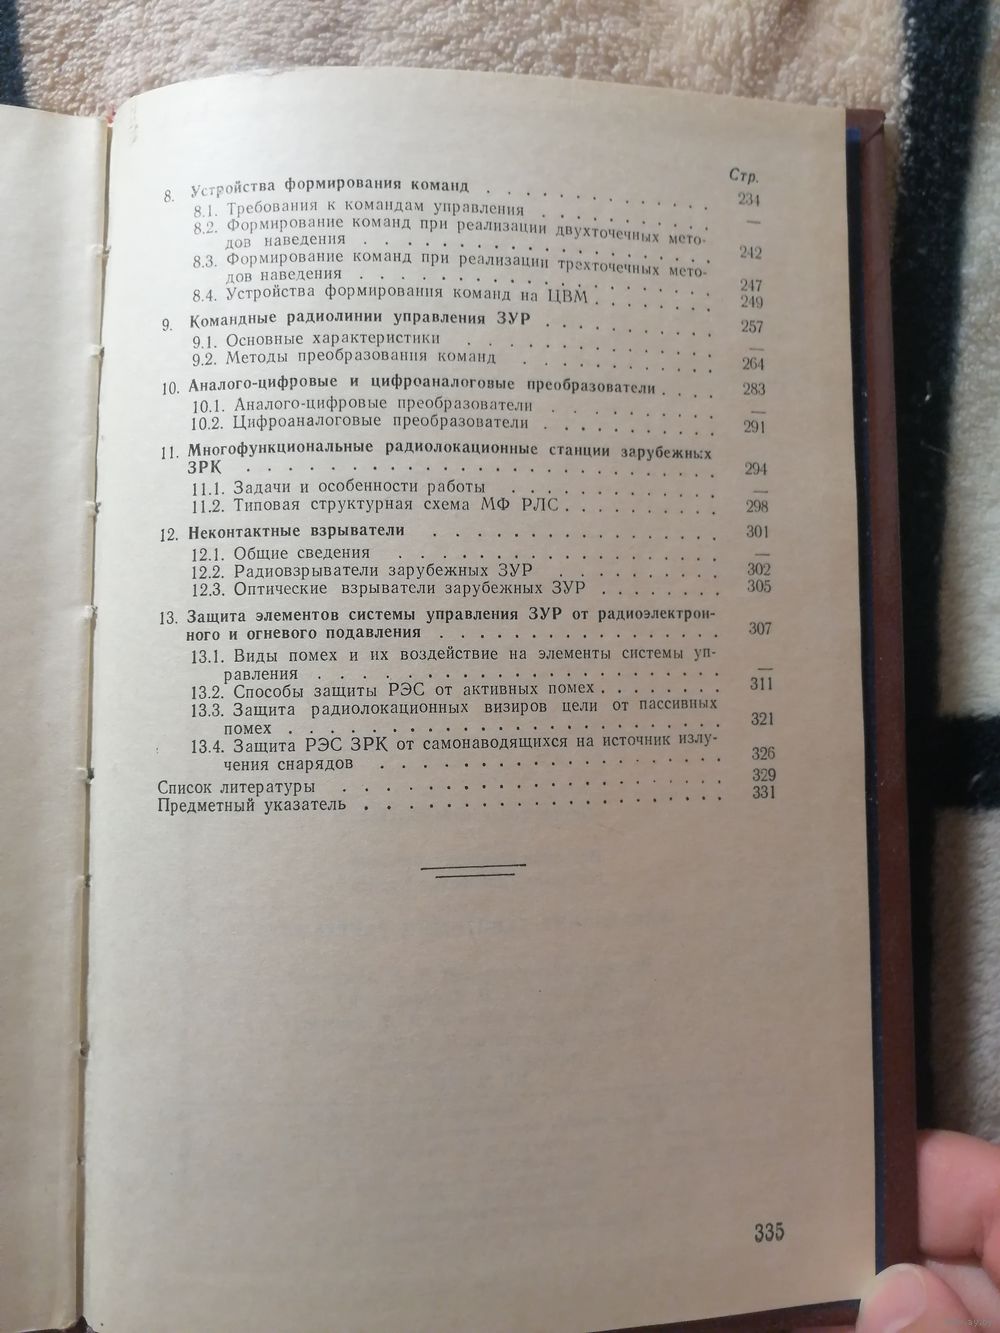 Стр.
8. Устройства формирования команд . . . . . . . . . . . 234
8.1. Требования к командам управления . . . . . . . . . —
8.2. Формирование команд при реализации двухточечных мето-
дов наведения . . . . . . . . . . . . . . . . . 242
8.3. Формирование команд при реализации трехточечных мето-
дов наведения . . . . . . . . . . . . . . . . . 247
8.4. Устройства формирования команд на ЦВМ . . . . . . . 249
9. Командные радиолинии управления ЗУР . . . . . . . . . 257
9.1. Основные характеристики . . . . . . . . . . . . —
9.2. Методы преобразования команд . . . . . . . . . . 264
10. Аналого-цифровые и цифроаналоговые преобразователи . . . . 283
10.1. Аналого-цифровые преобразователи . . . . . . . . —
10.2. Цифроаналоговые преобразователи . . . . . . . . . 291
11. Многофункциональные радиолокационные станции зарубежных
ЗРК . . . . . . . . . . . . . . . . . . . . . 294
11.1. Задачи и особенности работы . . . . . . . . . . —
11.2. Типовая структурная схема МФ РЛС . . . . . . . . 298
12. Неконтактные взрыватели . . . . . . . . . . . . . 301
12.1. Общие сведения . . . . . . . . . . . . . . . —
12.2. Радиовзрыватели зарубежных ЗУР . . . . . . . . 302
12.3. Оптические взрыватели зарубежных ЗУР . . . . . . . 305
13. Защита элементов системы управления ЗУР от радиоэлектрон-
ного и огневого подавления . . . . . . . . . . . . . 307
13.1. Виды помех и их воздействие на элементы системы уп-
равления . . . . . . . . . . . . . . . . . . . —
13.2. Способы защиты РЭС от активных помех . . . . . . . 311
13.3. Защита радиолокационных визиров цели от пассивных
помех . . . . . . . . . . . . . . . . . . . . 321
13.4. Защита РЭС ЗРК от самонаводящихся на источник излу-
чения снарядов . . . . . . . . . . . . . . . . 326
Список литературы . . . . . . . . . . . . . . . . . 329
Предметный указатель . . . . . . . . . . . . . . . . 331
335